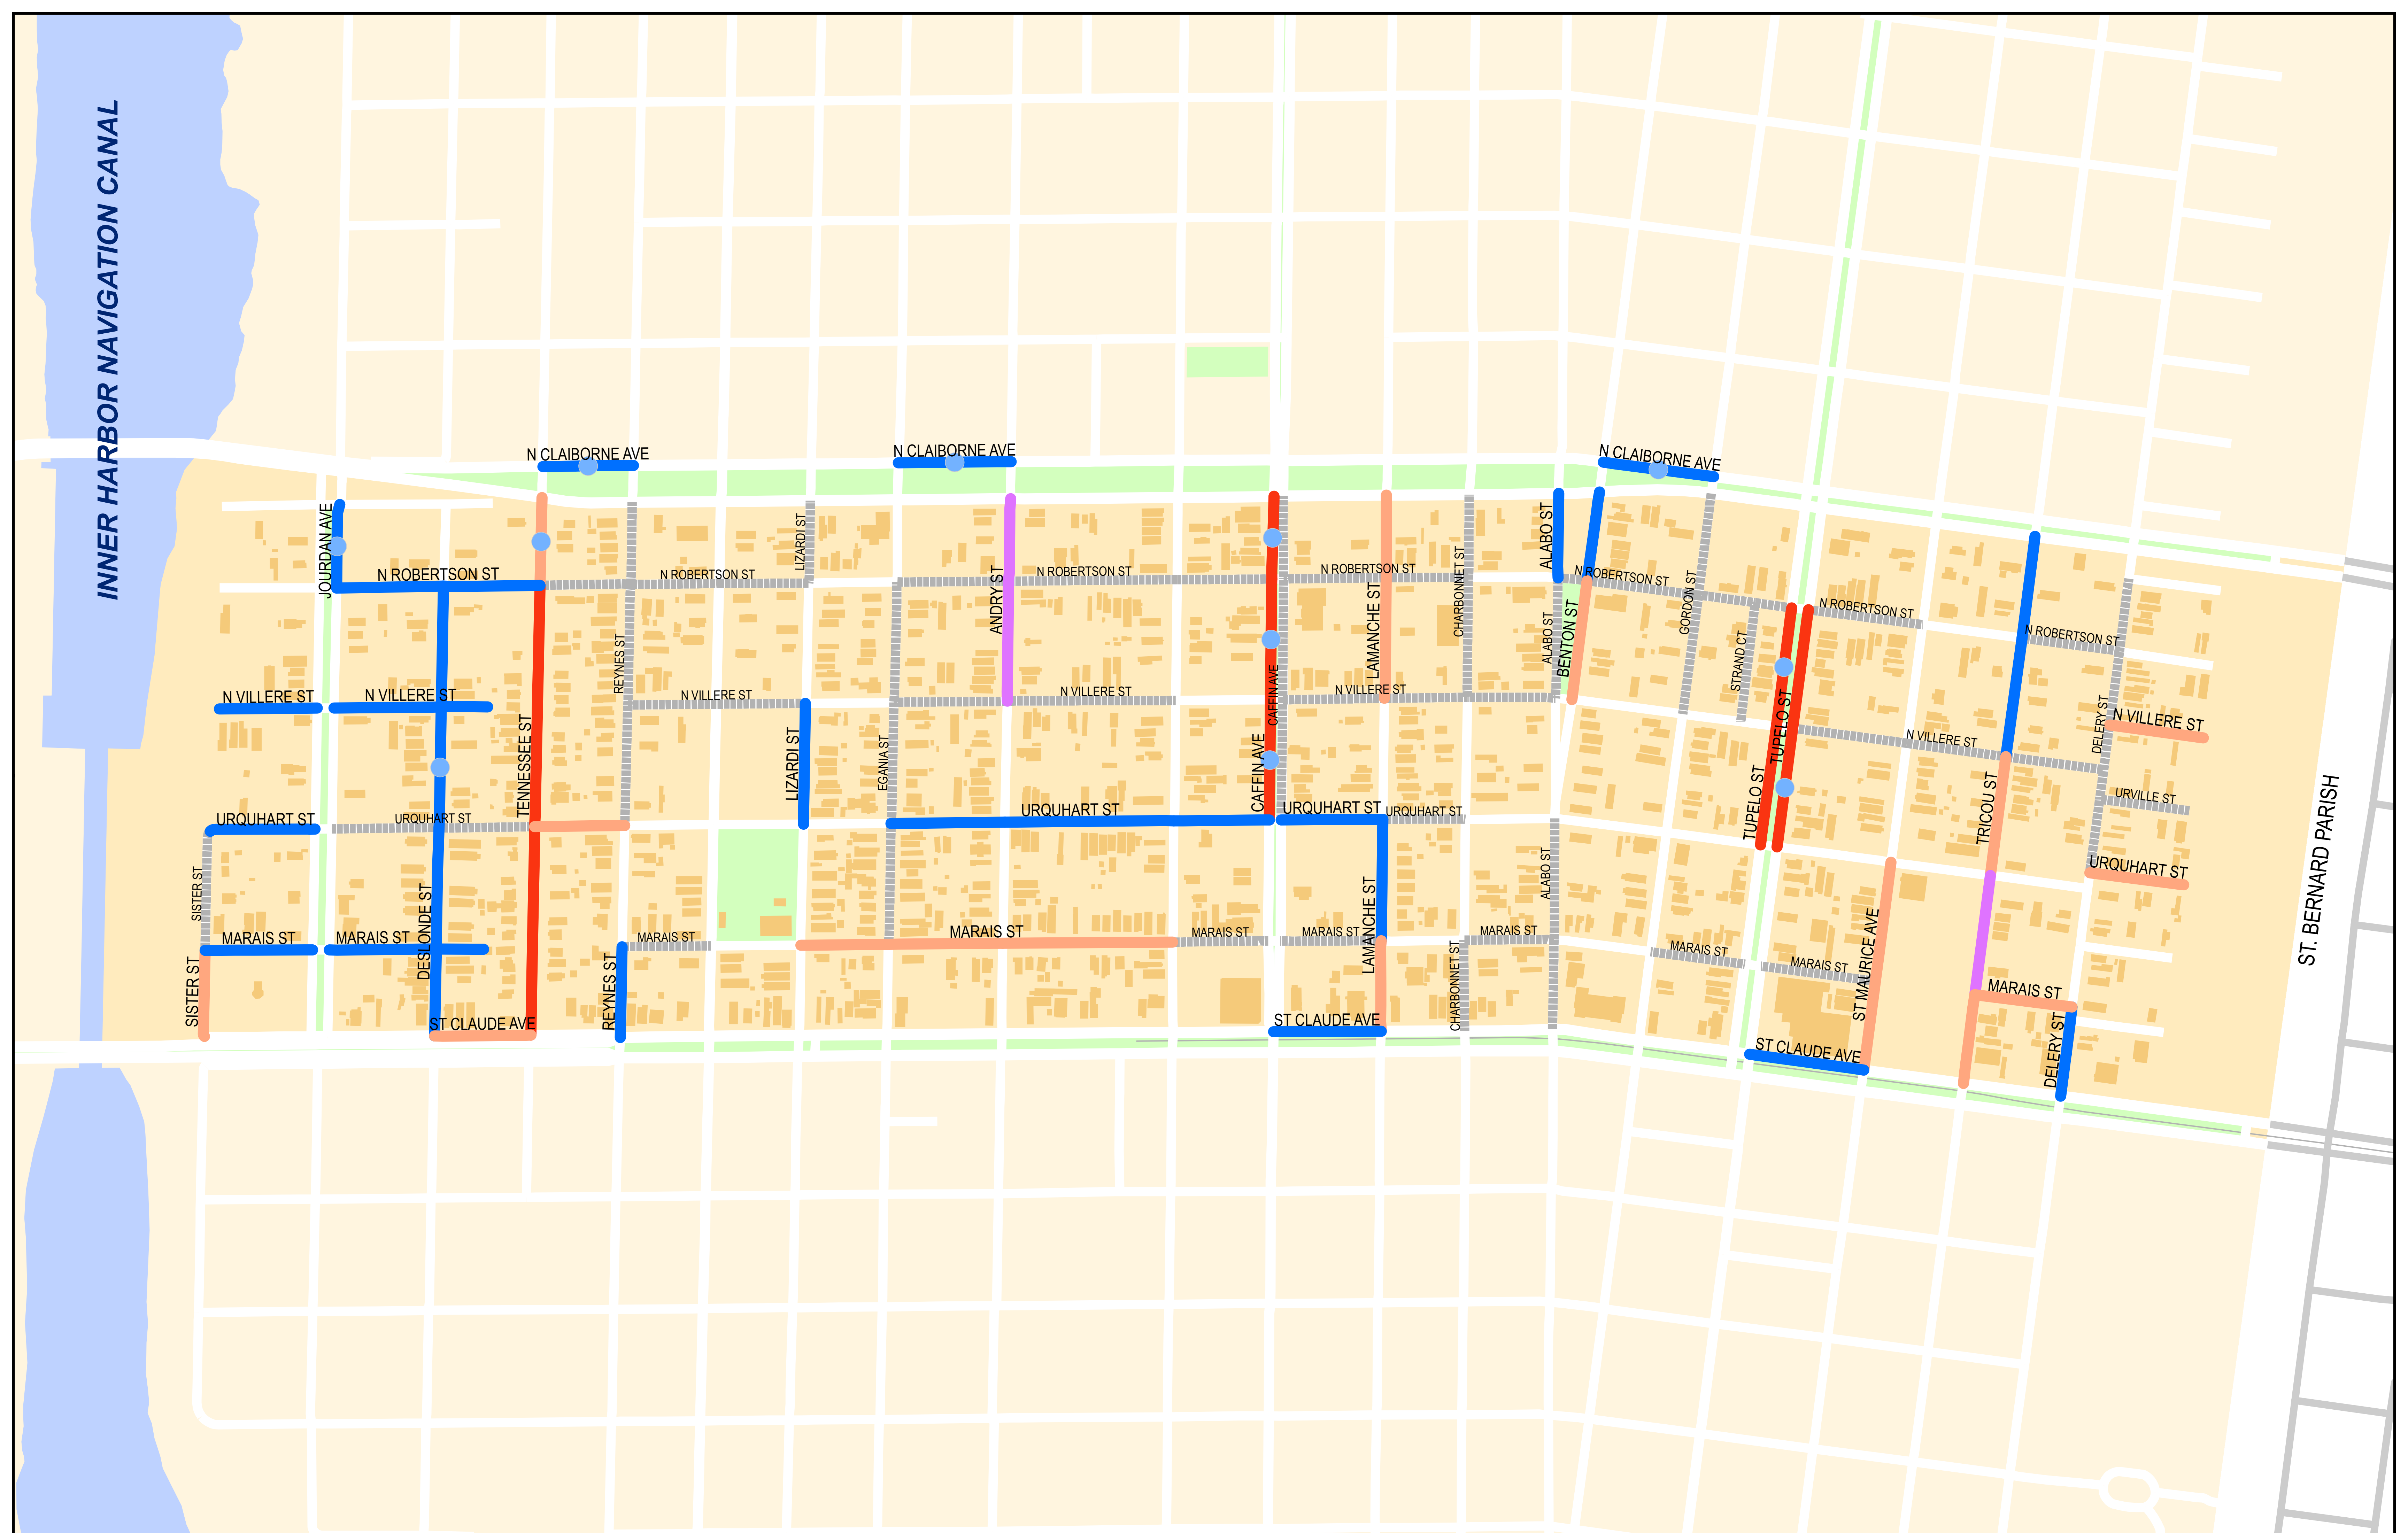 INNER HARBOR NAVIGATION CANAL
N CLAIBORNE AVE
N CLAIBORNE AVE
N CLAIBORNE AVE
JOURDAN AVE
LIZARDI ST
ALABO ST
N ROBERTSON ST
N ROBERTSON ST
N ROBERTSON ST
N ROBERTSON ST
N ROBERTSON ST
N ROBERTSON ST
N ROBERTSON ST
ANDRY ST
LAMANCHE ST
CHARBONNET ST
ALABO ST
BENTON ST
GORDON ST
STRAND CT
REYNES ST
N VILLERE ST
N VILLERE ST
N VILLERE ST
N VILLERE ST
N VILLERE ST
N VILLERE ST
N VILLERE ST
CAFFIN AVE
TUPELO ST
DELERY ST
TENNESSEE ST
LIZARDI ST
EGANIA ST
CAFFIN AVE
TUPELO ST
TRICOU ST
URVILLE ST
URQUHART ST
URQUHART ST
URQUHART ST
URQUHART ST
URQUHART ST
URQUHART ST
ST. BERNARD PARISH
SISTER ST
ALABO ST
DESLONDE ST
LAMANCHE ST
ST MAURICE AVE
MARAIS ST
MARAIS ST
MARAIS ST
MARAIS ST
MARAIS ST
MARAIS ST
MARAIS ST
MARAIS ST
MARAIS ST
MARAIS ST
SISTER ST
REYNES ST
CHARBONNET ST
DELERY ST
ST CLAUDE AVE
ST CLAUDE AVE
ST CLAUDE AVE